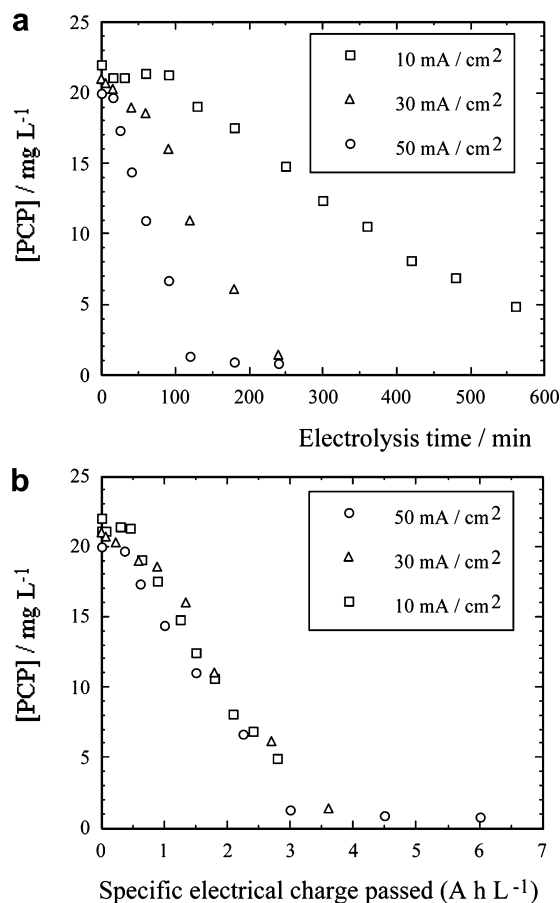 a
25
20
15
10
5
0
[PCP] / mg L-1
10 mA / cm2
30 mA / cm2
50 mA / cm2
0 100 200 300 400 500 600
Electrolysis time / min
b
25
20
15
10
5
0
[PCP] / mg L-1
50 mA / cm2
30 mA / cm2
10 mA / cm2
0 1 2 3 4 5 6 7
Specific electrical charge passed (A h L-1)